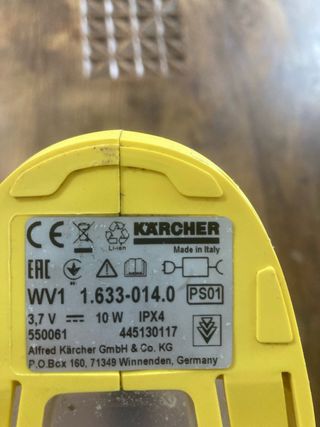 CE Li-ion KÄRCHER
Made in Italy
EAC
WV1 1.633-014.0 PS01
3,7 V 10 W IPX4
550061 445130117
Alfred Kärcher GmbH & Co. KG
P.O.Box 160, 71349 Winnenden, Germany